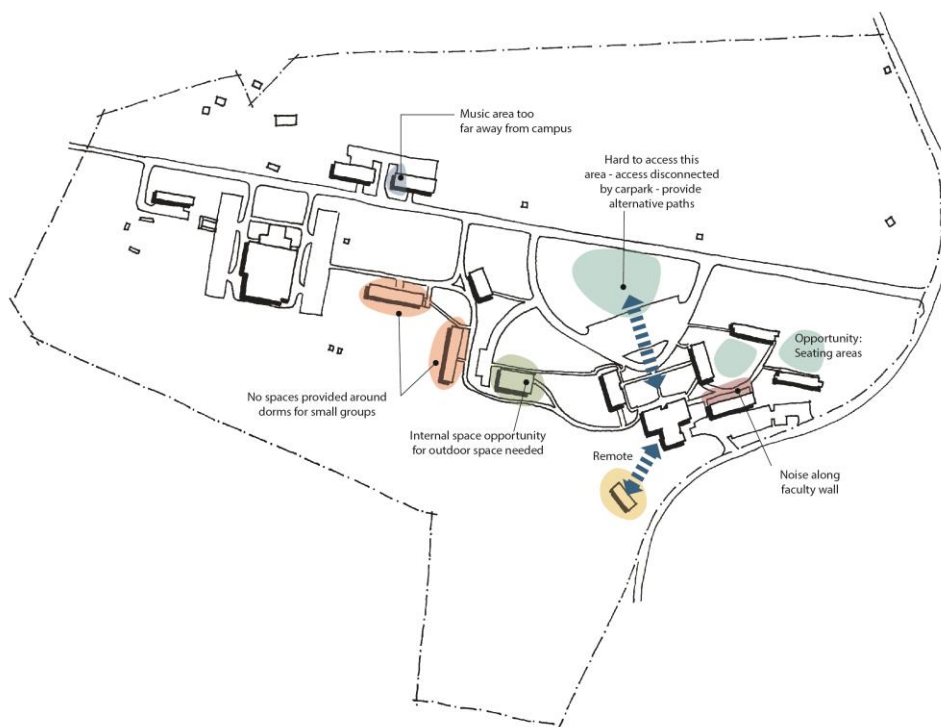 Music area too
far away from campus
Hard to access this
area - access disconnected
by carpark - provide
alternative paths
Opportunity:
Seating areas
No spaces provided around
dorms for small groups
Internal space opportunity
for outdoor space needed
Remote
Noise along
faculty wall